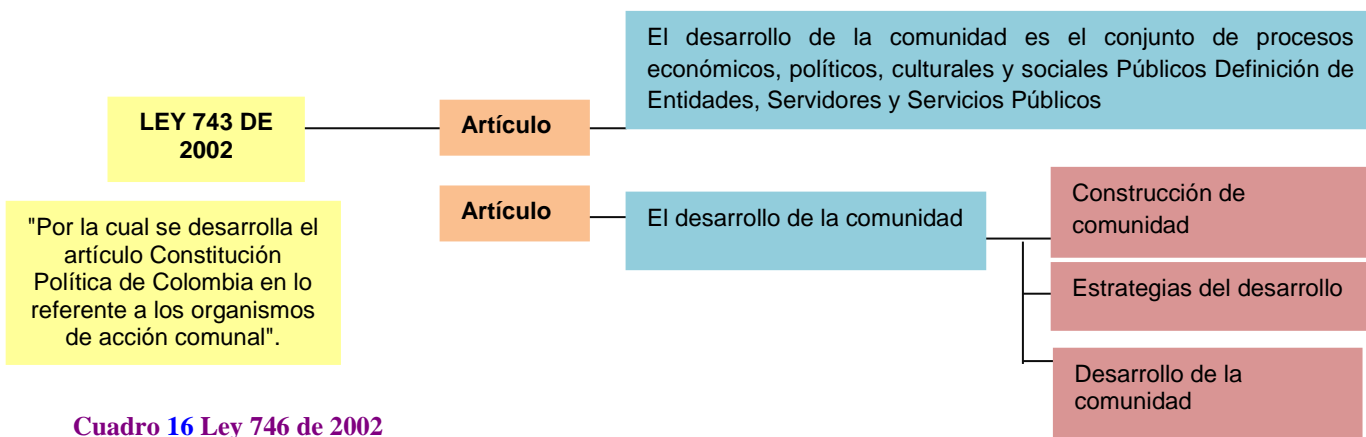 El desarrollo de la comunidad es el conjunto de procesos
económicos, políticos, culturales y sociales Públicos Definición de
Entidades, Servidores y Servicios Públicos
LEY 743 DE
2002
Artículo
"Por la cual se desarrolla el
artículo Constitución
Política de Colombia en lo
referente a los organismos
de acción comunal".
Artículo
El desarrollo de la comunidad
Construcción de
comunidad
Estrategias del desarrollo
Desarrollo de la
comunidad
Cuadro 16 Ley 746 de 2002